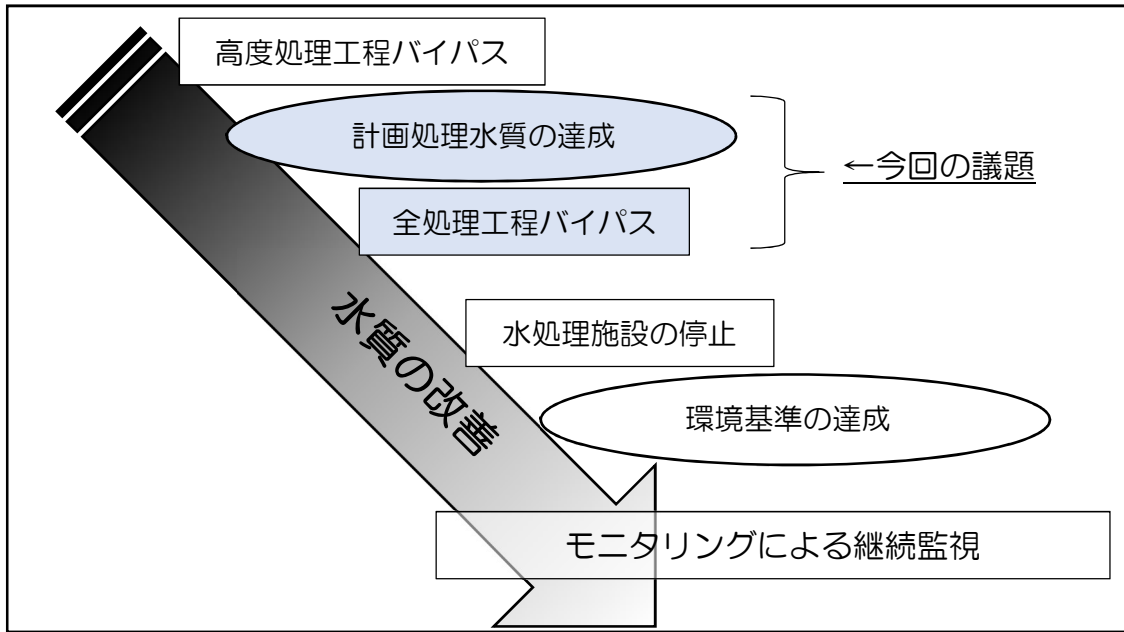 高度処理工程バイパス
計画処理水質の達成
←今回の議題
全処理工程バイパス
水質の改善
水処理施設の停止
環境基準の達成
モニタリングによる継続監視